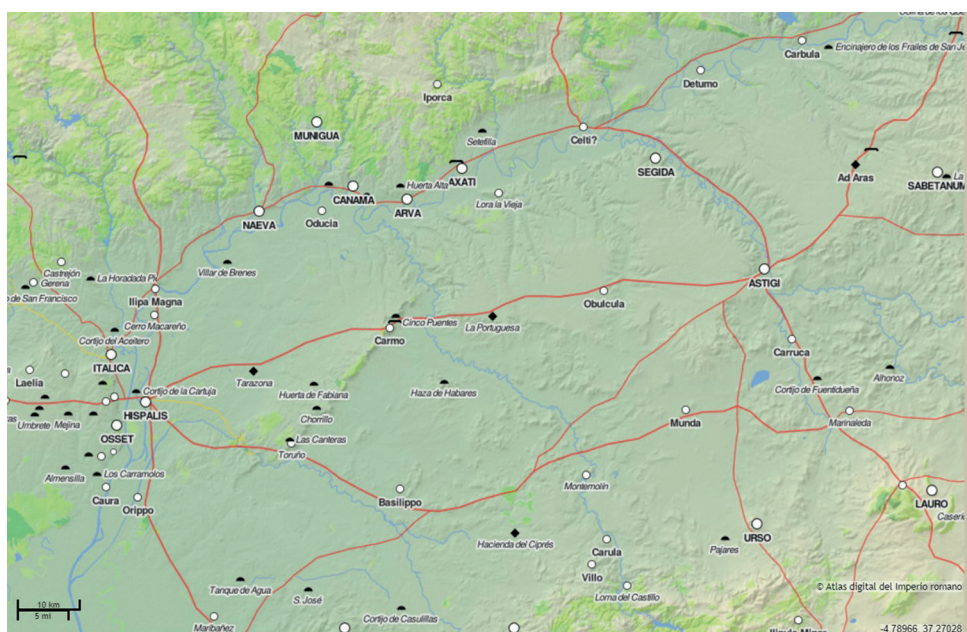 Carbula
Encinajero de los Frailes de San Je
Detumo
Iporca
MUNIGUA
Setefilla
Celti?
SEGIDA
Ad Aras
La
SABETANUM
AXATI
Huerta Alta
CANAMA
ARVA
Lora la Vieja
NAEVA
Oducia
Villar de Brenes
Castrejón
Gerena
La Horadada Pk
o de San Francisco
Ilipa Magna
ASTIGI
Obulcula
Cerro Macareño
Cinco Puentes
La Portuguesa
Cortijo del Aceitero
Carmo
Carruca
ITALICA
a
Laelia
Tarazona
Alhonoz
Cortijo de la Cartuja
Huerta de Fabiana
Haza de Habares
Cortijo de Fuentidueña
ras
Umbrete
Mejina
HISPALIS
Chorrillo
Munda
Marinaleda
OSSET
Las Canteras
Toruño
Almensilla
Los Carramolos
Montemolín
Caura
Orippo
Basilippo
LAURO
Caserí
Hacienda del Ciprés
Carula
Pajares
URSO
Villo
Tanque de Agua
S. José
Loma del Castillo
© Atlas digital del Imperio romano
10 km
5 mi
Cortijo de Casulillas
Maribañez
-4.78966 37.27028